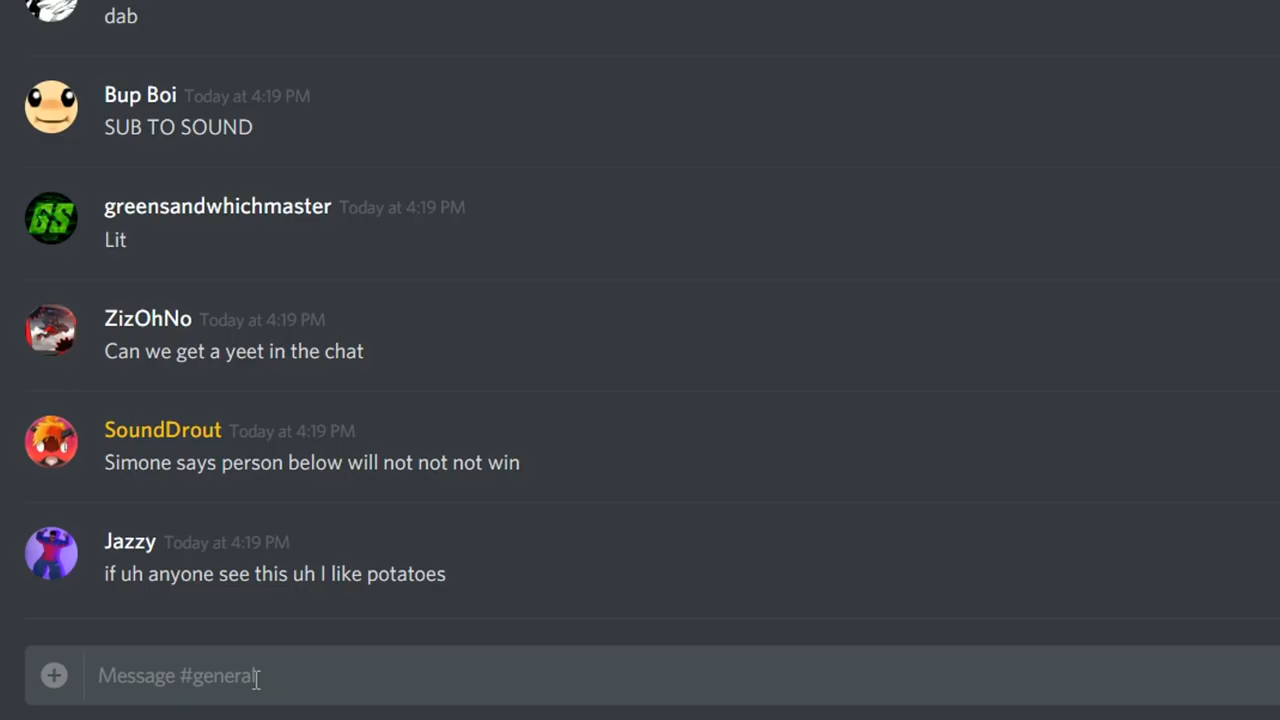 dab
Bup Boi Today at 4:19 PM
SUB TO SOUND
GS
greensandwhichmaster Today at 4:19 PM
Lit
ZizOhNo Today at 4:19 PM
Can we get a yeet in the chat
SoundDrout Today at 4:19 PM
Simone says person below will not not not win
Jazzy Today at 4:19 PM
if uh anyone see this uh I like potatoes
Message #general